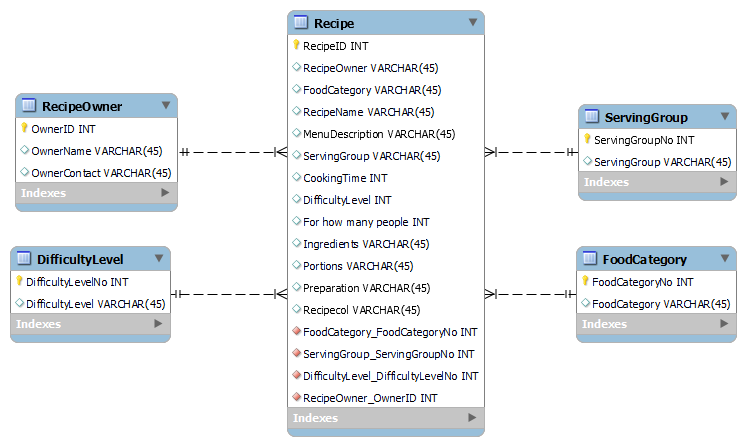 Recipe
RecipeID INT
RecipeOwner VARCHAR(45)
FoodCategory VARCHAR(45)
RecipeName VARCHAR(45)
MenuDescription VARCHAR(45)
ServingGroup VARCHAR(45)
CookingTime INT
DifficultyLevel INT
For how many people INT
Ingredients VARCHAR(45)
Portions VARCHAR(45)
Preparation VARCHAR(45)
Recipecol VARCHAR(45)
FoodCategory_FoodCategoryNo INT
ServingGroup_ServingGroupNo INT
DifficultyLevel_DifficultyLevelNo INT
RecipeOwner_OwnerID INT
Indexes
RecipeOwner
OwnerID INT
OwnerName VARCHAR(45)
OwnerContact VARCHAR(45)
Indexes
DifficultyLevel
DifficultyLevelNo INT
DifficultyLevel VARCHAR(45)
Indexes
ServingGroup
ServingGroupNo INT
ServingGroup VARCHAR(45)
Indexes
FoodCategory
FoodCategoryNo INT
FoodCategory VARCHAR(45)
Indexes